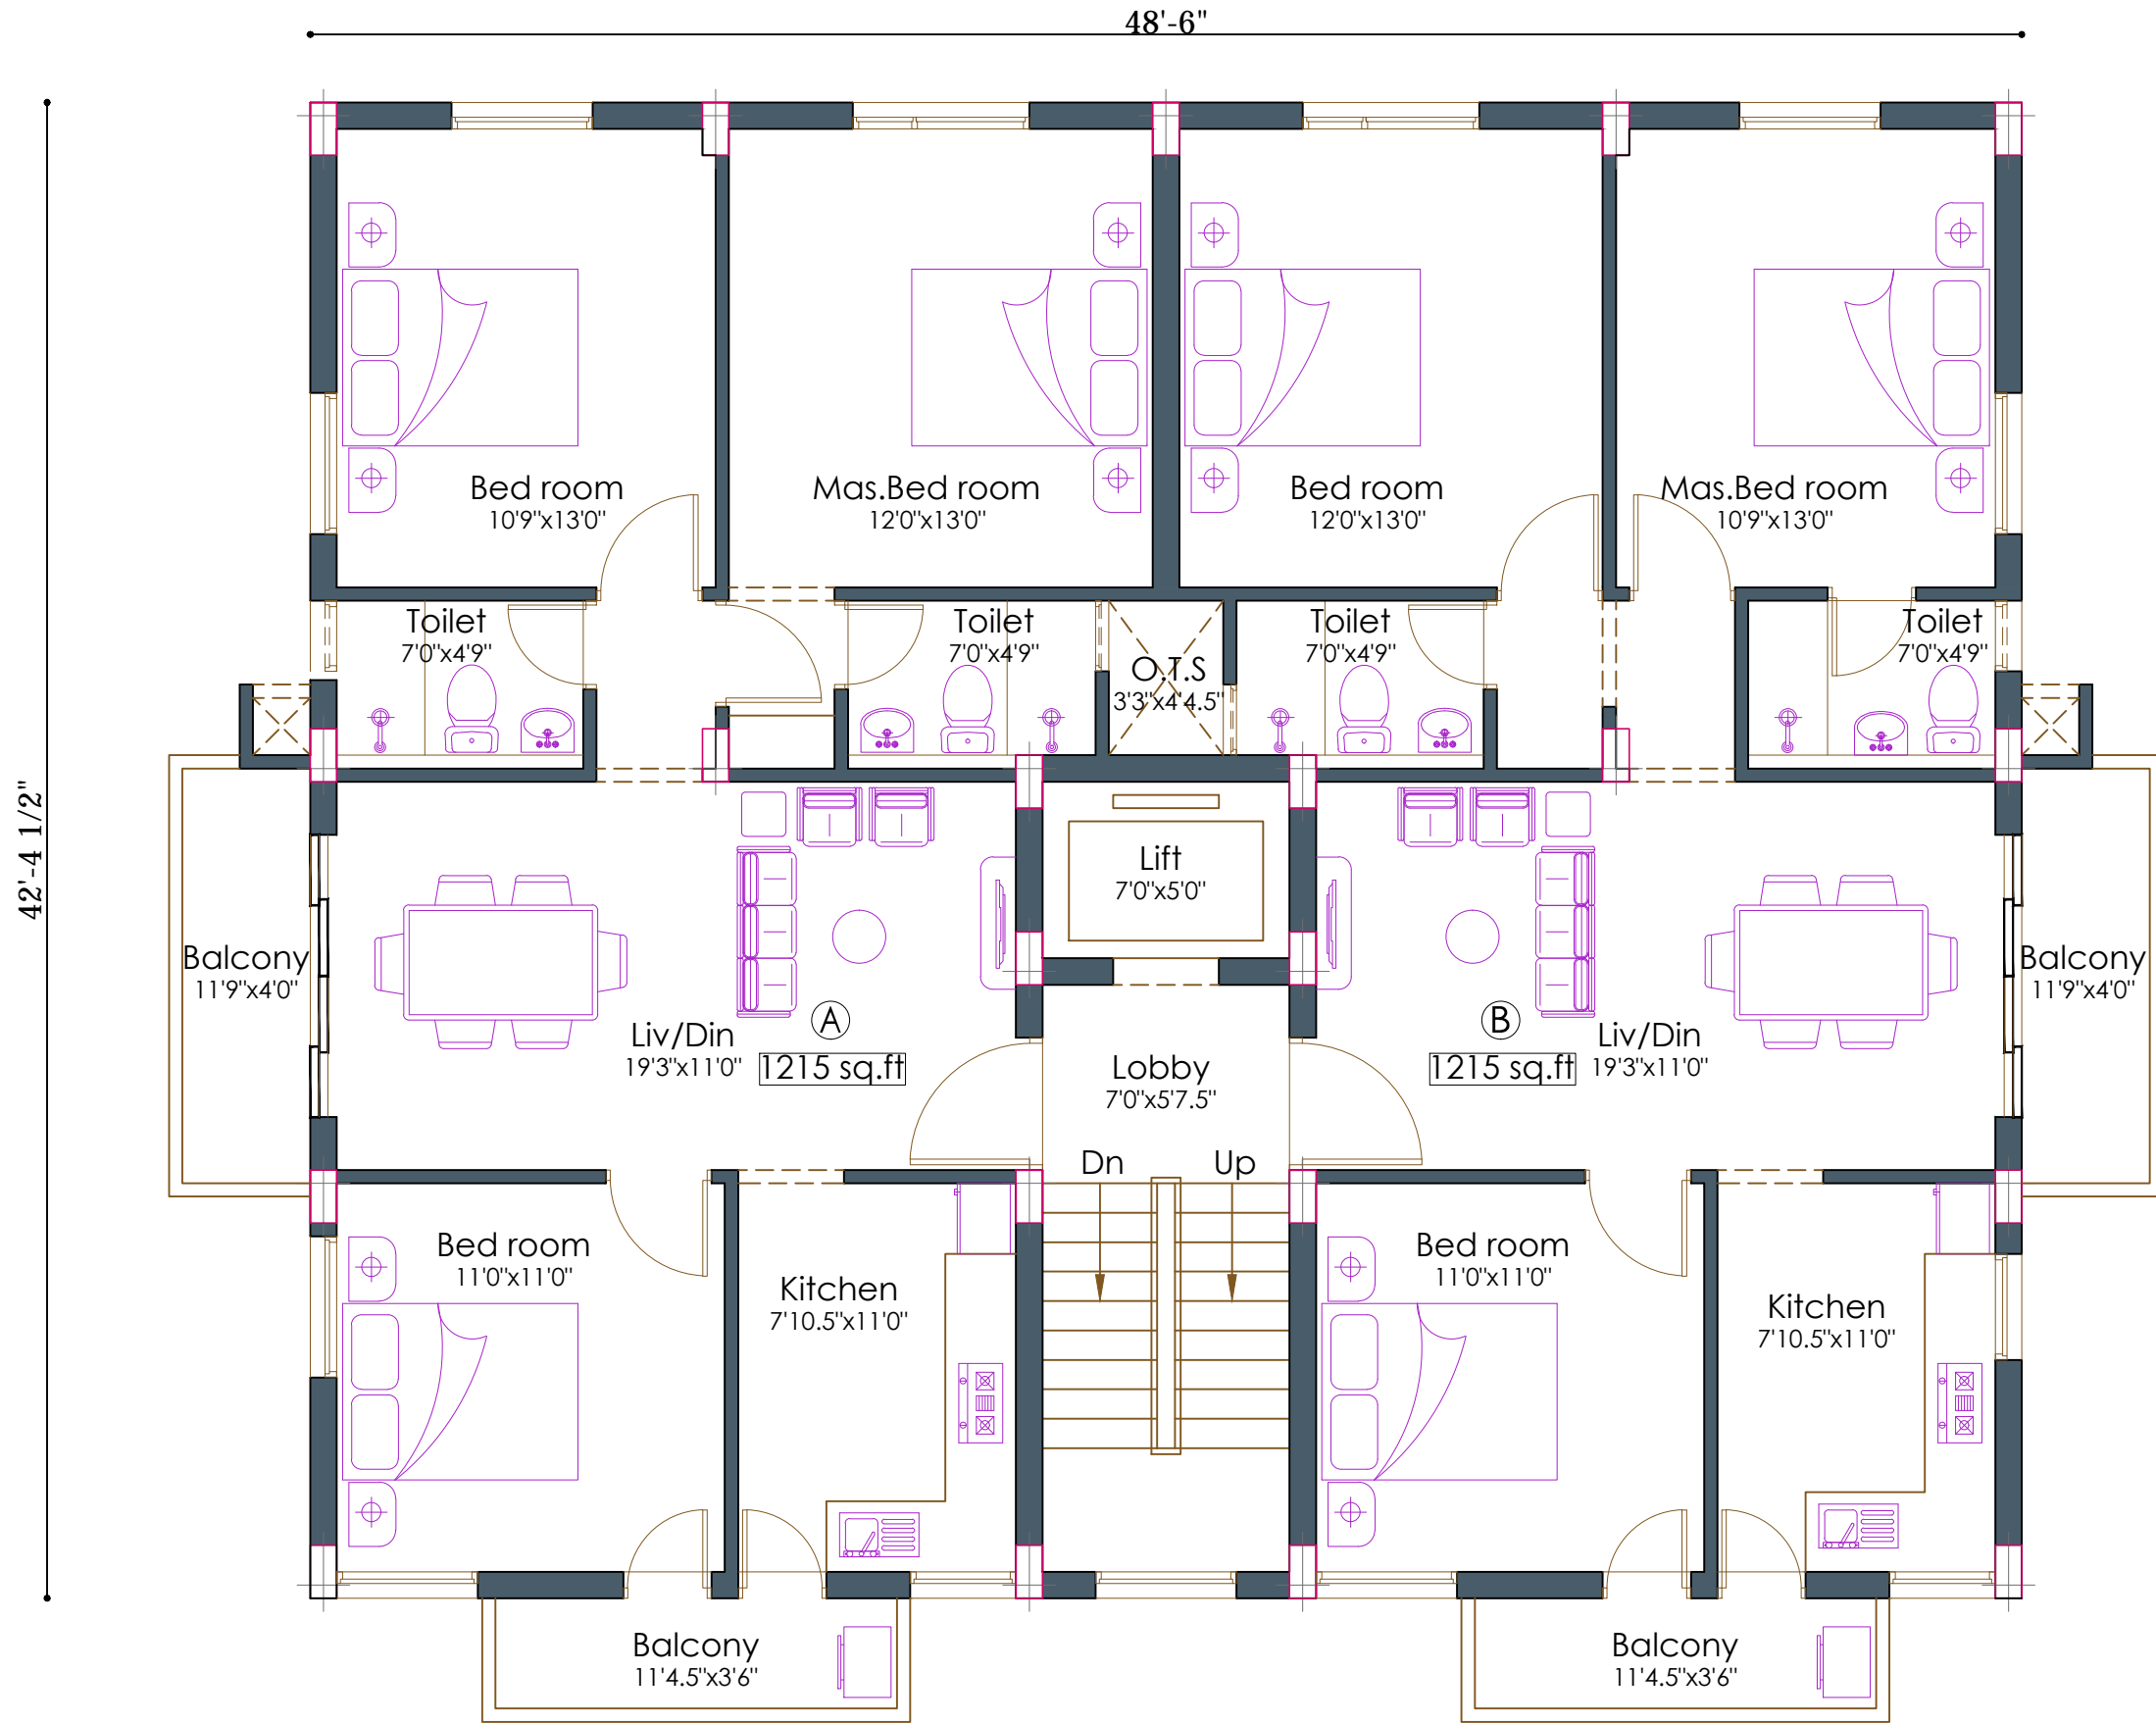 48'-6"
42'-4 1/2"
Bed room
10'9"x13'0"
Mas.Bed room
12'0"x13'0"
Bed room
12'0"x13'0"
Mas.Bed room
10'9"x13'0"
Toilet
7'0"x4'9"
Toilet
7'0"x4'9"
O.T.S
3'3"x4'4.5"
Toilet
7'0"x4'9"
Toilet
7'0"x4'9"
Lift
7'0"x5'0"
Balcony
11'9"x4'0"
Liv/Din
19'3"x11'0"
A
1215 sq.ft
Lobby
7'0"x5'7.5"
B
1215 sq.ft
Liv/Din
19'3"x11'0"
Balcony
11'9"x4'0"
Dn
Up
Bed room
11'0"x11'0"
Kitchen
7'10.5"x11'0"
Bed room
11'0"x11'0"
Kitchen
7'10.5"x11'0"
Balcony
11'4.5"x3'6"
Balcony
11'4.5"x3'6"